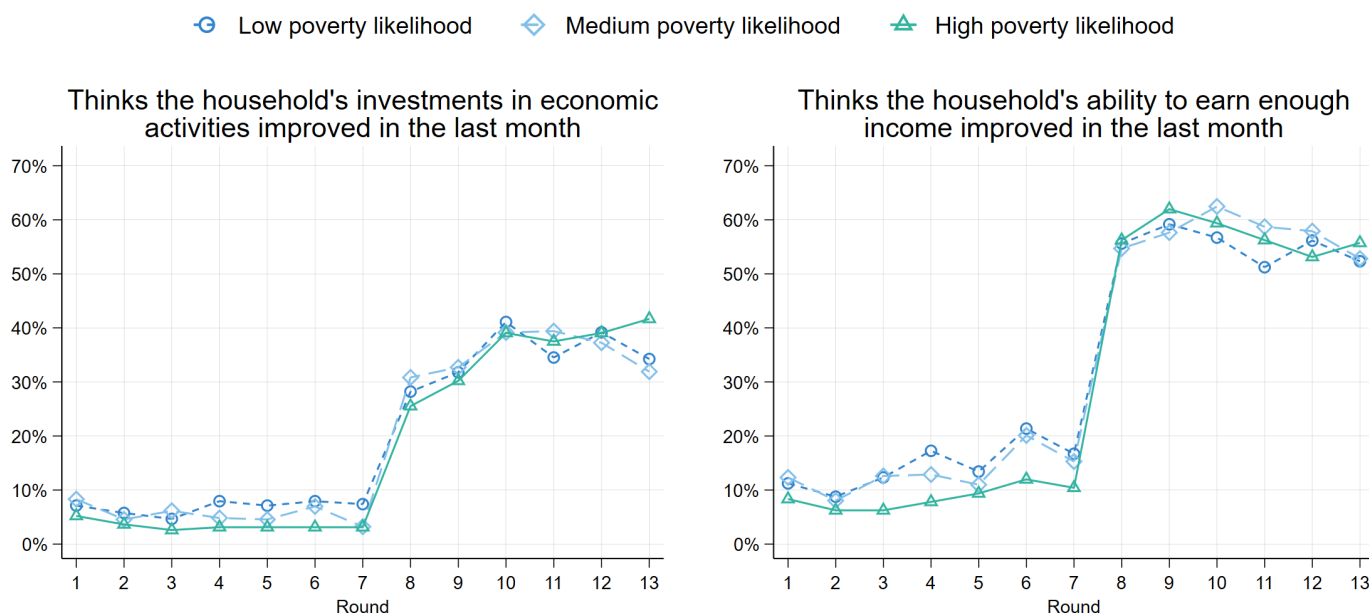 Low poverty likelihood
Medium poverty likelihood
High poverty likelihood
Thinks the household's investments in economic
activities improved in the last month
70%
60%
50%
40%
30%
20%
10%
0%
1 2 3 4 5 6 7 8 9 10 11 12 13
Round
Thinks the household's ability to earn enough
income improved in the last month
70%
60%
50%
40%
30%
20%
10%
0%
1 2 3 4 5 6 7 8 9 10 11 12 13
Round